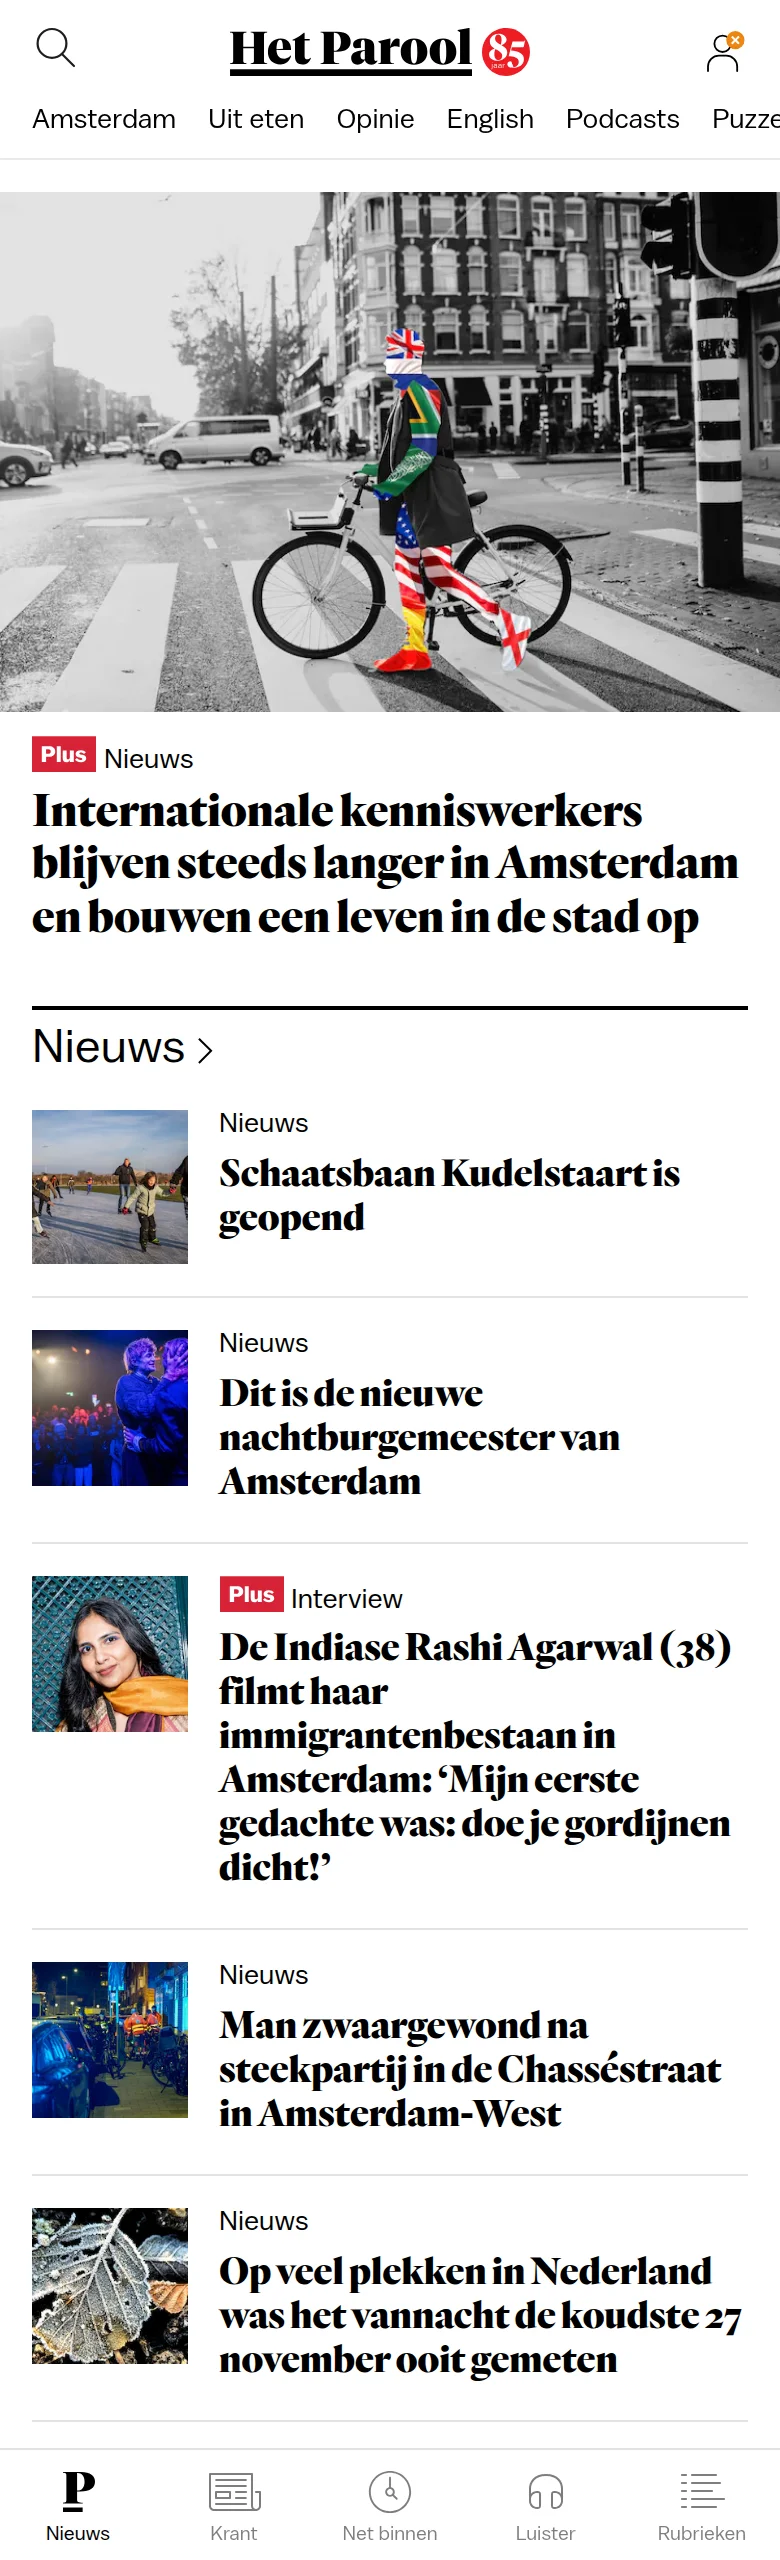 Het Parool 85 jaar
Amsterdam Uit eten Opinie English Podcasts Puzze
Plus Nieuws
Internationale kenniswerkers
blijven steeds langer in Amsterdam
en bouwen een leven in de stad op
Nieuws
Nieuws
Schaatsbaan Kudelstaart is
geopend
Nieuws
Dit is de nieuwe
nachtburgemeester van
Amsterdam
Plus Interview
De Indiase Rashi Agarwal (38)
filmt haar
immigrantenbestaan in
Amsterdam: ‘Mijn eerste
gedachte was: doe je gordijnen
dicht!’
Nieuws
Man zwaargewond na
steekpartij in de Chasséstraat
in Amsterdam-West
Nieuws
Op veel plekken in Nederland
was het vannacht de koudste 27
november ooit gemeten
P
Nieuws Krant Net binnen Luister Rubrieken